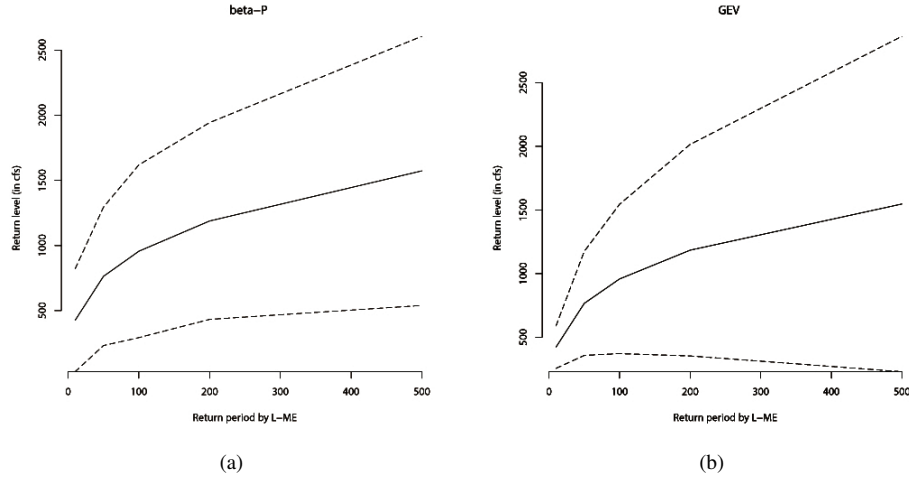 beta−P
Return level (in cfs)
500 1000 1500 2000 2500
0 100 200 300 400 500
Return period by L−ME
(a)
GEV
Return level (in cfs)
500 1000 1500 2000 2500
0 100 200 300 400 500
Return period by L−ME
(b)